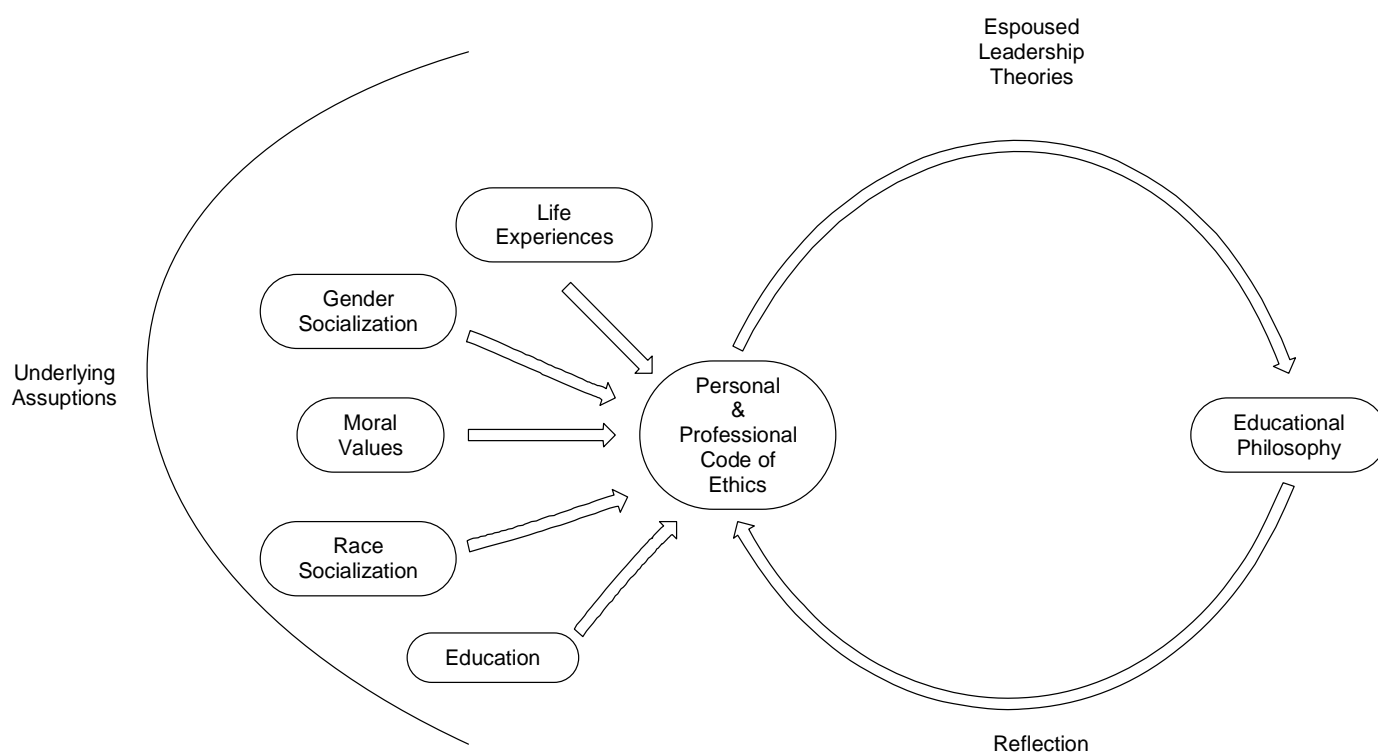 Espoused
Leadership
Theories
Life
Experiences
Gender
Socialization
Underlying
Assuptions
Personal
&
Professional
Code of
Ethics
Moral
Values
Educational
Philosophy
Race
Socialization
Education
Reflection